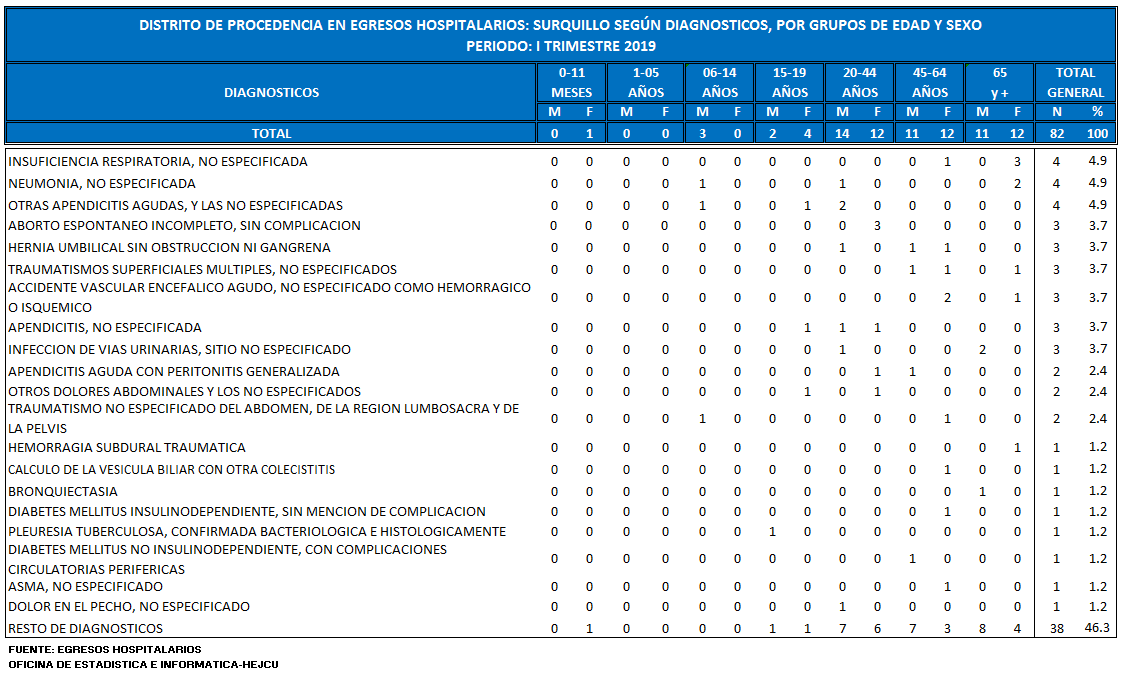 DISTRITO DE PROCEDENCIA EN EGRESOS HOSPITALARIOS: SURQUILLO SEGÚN DIAGNOSTICOS, POR GRUPOS DE EDAD Y SEXO
PERIODO: I TRIMESTRE 2019
DIAGNOSTICOS 0-11 MESES 1-05 AÑOS 06-14 AÑOS 15-19 AÑOS 20-44 AÑOS 45-64 AÑOS 65 y + TOTAL GENERAL
M F M F M F M F M F M F M F N %
TOTAL 0 1 0 0 3 0 2 4 14 12 11 12 11 12 82 100
INSUFICIENCIA RESPIRATORIA, NO ESPECIFICADA 0 0 0 0 0 0 0 0 0 0 0 1 0 3 4 4.9
NEUMONIA, NO ESPECIFICADA 0 0 0 0 1 0 0 0 1 0 0 0 0 2 4 4.9
OTRAS APENDICITIS AGUDAS, Y LAS NO ESPECIFICADAS 0 0 0 0 1 0 0 1 2 0 0 0 0 0 4 4.9
ABORTO ESPONTANEO INCOMPLETO, SIN COMPLICACION 0 0 0 0 0 0 0 0 0 3 0 0 0 0 3 3.7
HERNIA UMBILICAL SIN OBSTRUCCION NI GANGRENA 0 0 0 0 0 0 0 0 1 0 1 1 0 0 3 3.7
TRAUMATISMOS SUPERFICIALES MULTIPLES, NO ESPECIFICADOS 0 0 0 0 0 0 0 0 0 0 1 1 0 1 3 3.7
ACCIDENTE VASCULAR ENCEFALICO AGUDO, NO ESPECIFICADO COMO HEMORRAGICO
O ISQUEMICO 0 0 0 0 0 0 0 0 0 0 0 2 0 1 3 3.7
APENDICITIS, NO ESPECIFICADA 0 0 0 0 0 0 0 1 1 1 0 0 0 0 3 3.7
INFECCION DE VIAS URINARIAS, SITIO NO ESPECIFICADO 0 0 0 0 0 0 0 0 1 0 0 0 2 0 3 3.7
APENDICITIS AGUDA CON PERITONITIS GENERALIZADA 0 0 0 0 0 0 0 0 0 1 1 0 0 0 2 2.4
OTROS DOLORES ABDOMINALES Y LOS NO ESPECIFICADOS 0 0 0 0 0 0 0 1 0 1 0 0 0 0 2 2.4
TRAUMATISMO NO ESPECIFICADO DEL ABDOMEN, DE LA REGION LUMBOSACRA Y DE
LA PELVIS 0 0 0 0 1 0 0 0 0 0 0 1 0 0 2 2.4
HEMORRAGIA SUBDURAL TRAUMATICA 0 0 0 0 0 0 0 0 0 0 0 0 0 1 1 1.2
CALCULO DE LA VESICULA BILIAR CON OTRA COLECISTITIS 0 0 0 0 0 0 0 0 0 0 0 1 0 0 1 1.2
BRONQUIECTASIA 0 0 0 0 0 0 0 0 0 0 0 0 1 0 1 1.2
DIABETES MELLITUS INSULINODEPENDIENTE, SIN MENCION DE COMPLICACION 0 0 0 0 0 0 0 0 0 0 0 1 0 0 1 1.2
PLEURESIA TUBERCULOSA, CONFIRMADA BACTERIOLOGICA E HISTOLOGICAMENTE 0 0 0 0 0 0 1 0 0 0 0 0 0 0 1 1.2
DIABETES MELLITUS NO INSULINODEPENDIENTE, CON COMPLICACIONES
CIRCULATORIAS PERIFERICAS 0 0 0 0 0 0 0 0 0 0 1 0 0 0 1 1.2
ASMA, NO ESPECIFICADO 0 0 0 0 0 0 0 0 0 0 0 1 0 0 1 1.2
DOLOR EN EL PECHO, NO ESPECIFICADO 0 0 0 0 0 0 0 0 1 0 0 0 0 0 1 1.2
RESTO DE DIAGNOSTICOS 0 1 0 0 0 0 1 1 7 6 7 3 8 4 38 46.3
FUENTE: EGRESOS HOSPITALARIOS
OFICINA DE ESTADISTICA E INFORMATICA-HEJCU